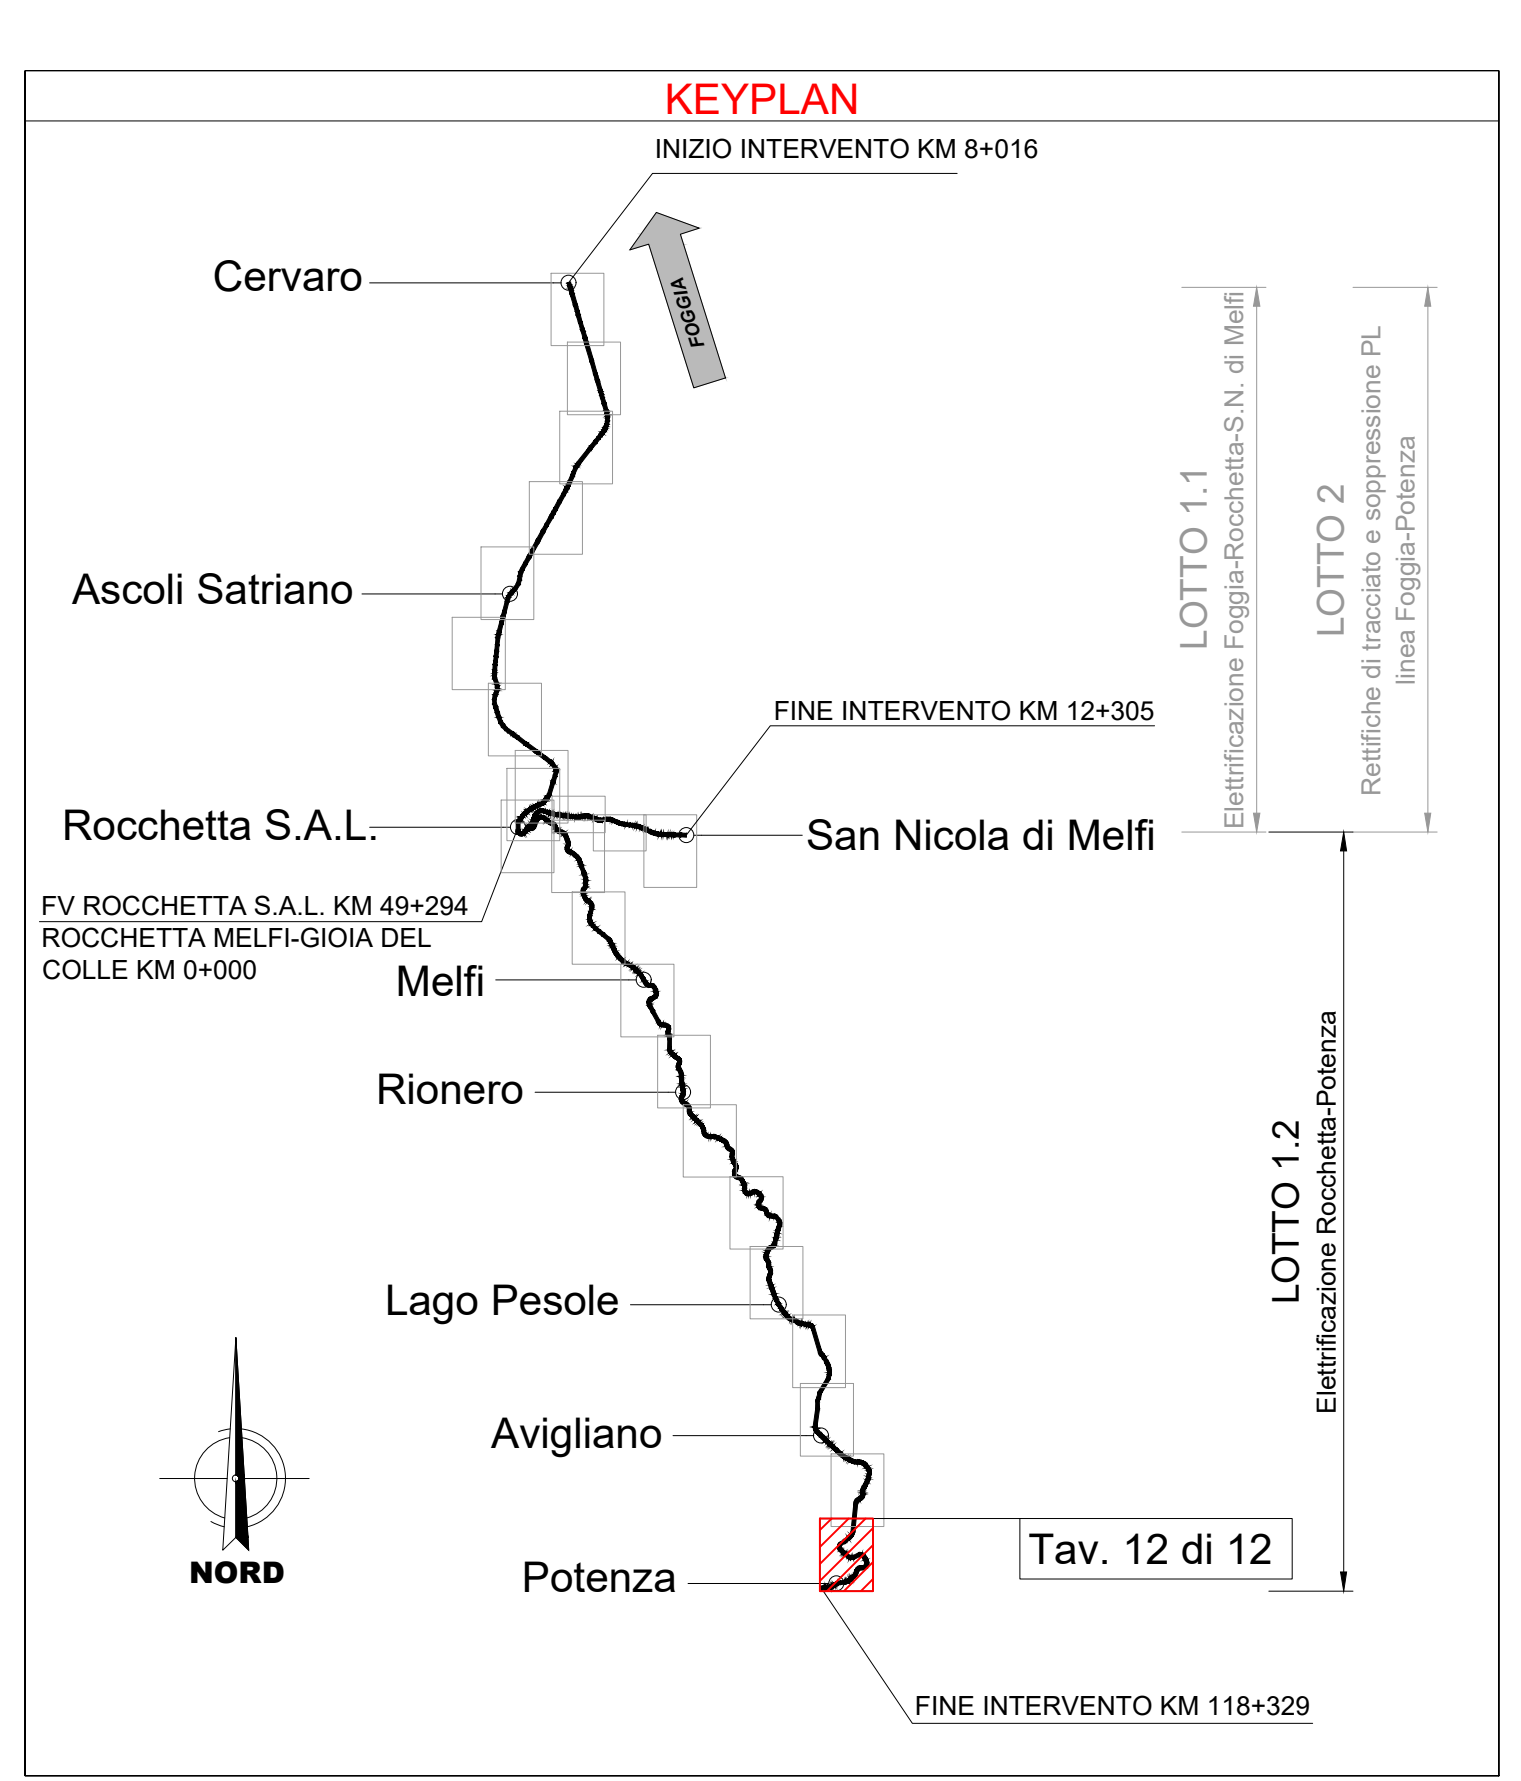 KEYPLAN
INIZIO INTERVENTO KM 8+016
Cervaro
FOGGIA
LOTTO 1.1
Elettrificazione Foggia-Rocchetta-S.N. di Melfi
LOTTO 2
Rettifiche di tracciato e soppressione PL
linea Foggia-Potenza
Ascoli Satriano
FINE INTERVENTO KM 12+305
Rocchetta S.A.L.
San Nicola di Melfi
FV ROCCHETTA S.A.L. KM 49+294
ROCCHETTA MELFI-GIOIA DEL
COLLE KM 0+000
Melfi
Rionero
LOTTO 1.2
Elettrificazione Rocchetta-Potenza
Lago Pesole
Avigliano
NORD
Tav. 12 di 12
Potenza
FINE INTERVENTO KM 118+329